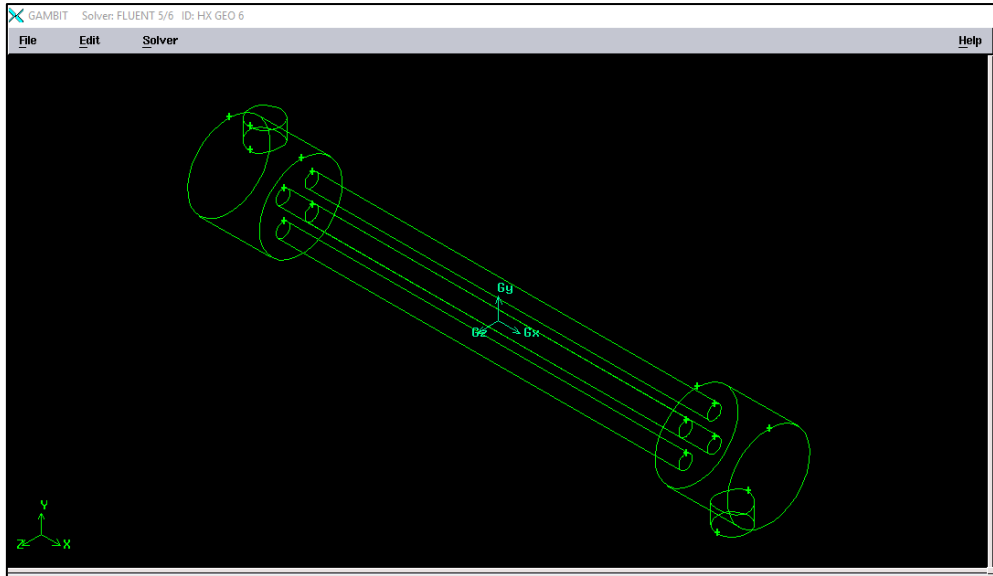 GAMBIT Solver: FLUENT 5/6 ID: HX GEO 6
File Edit Solver Help
Gy
Gz Gx
Y
Z X